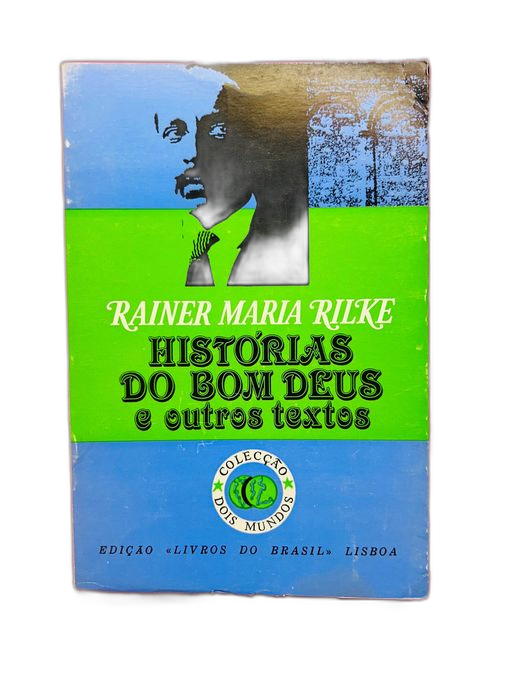 RAINER MARIA RILKE
HISTÓRIAS
DO BOM DEUS
e outros textos
COLECÇÃO
DOIS MUNDOS
EDIÇÃO «LIVROS DO BRASIL» LISBOA